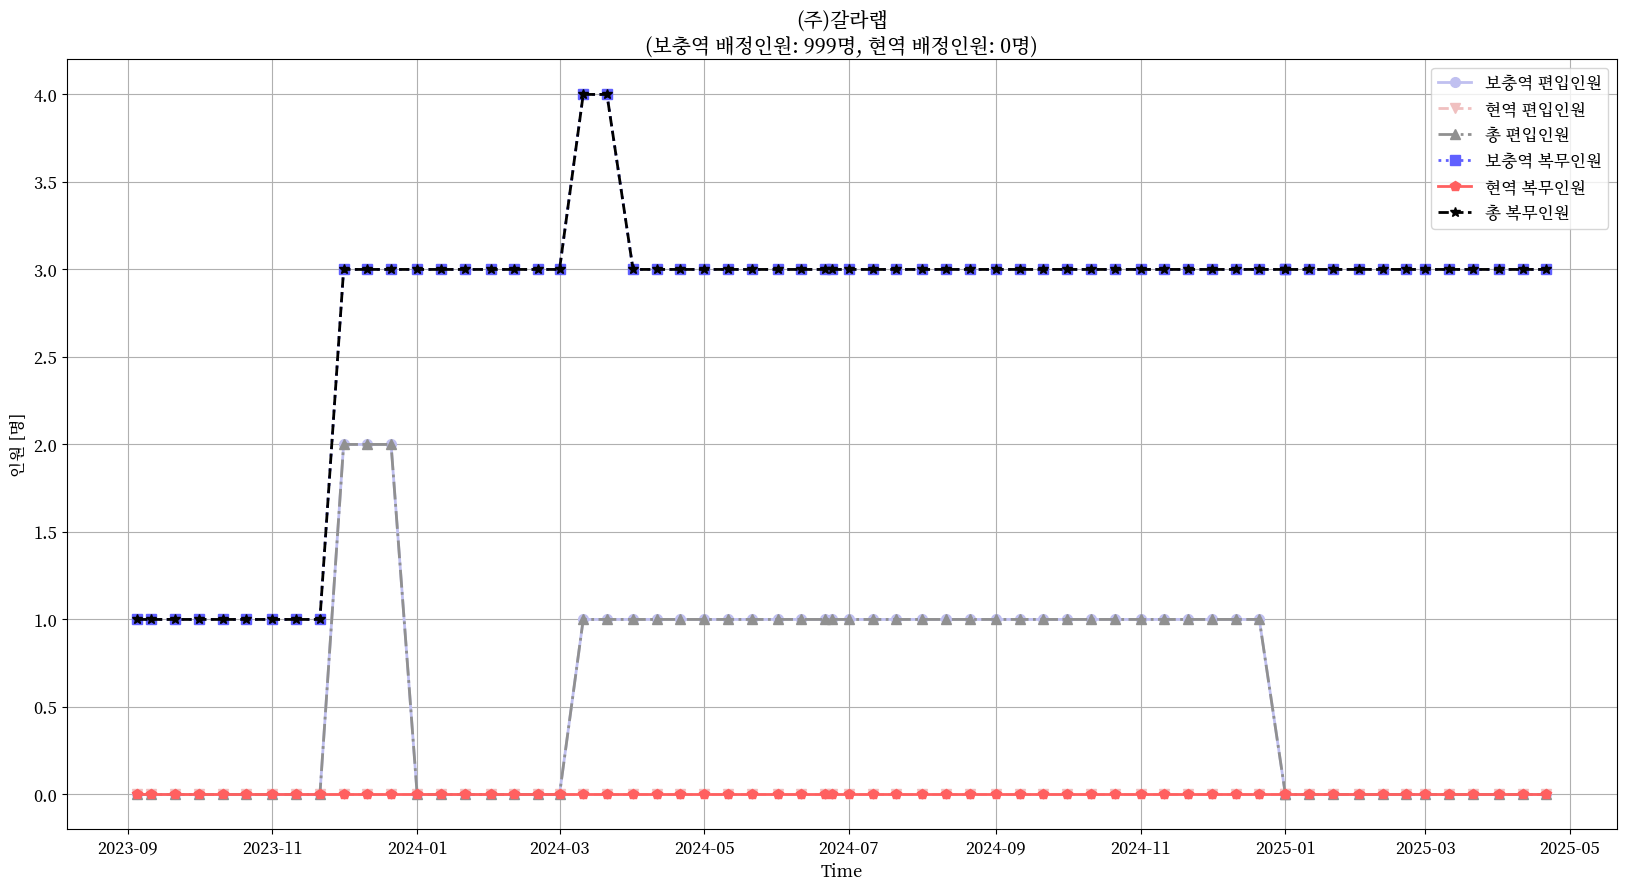 (주)갈라랩
(보충역 배정인원: 999명, 현역 배정인원: 0명)
보충역 편입인원
현역 편입인원
총 편입인원
보충역 복무인원
현역 복무인원
총 복무인원
4.0
3.5
3.0
2.5
2.0
1.5
1.0
0.5
0.0
인원 [명]
2023-09 2023-11 2024-01 2024-03 2024-05 2024-07 2024-09 2024-11 2025-01 2025-03 2025-05
Time